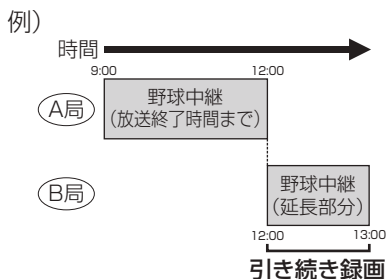 例)
時間
9:00
12:00
A局
野球中継
(放送終了時間まで)
B局
野球中継
(延長部分)
12:00
13:00
引き続き録画